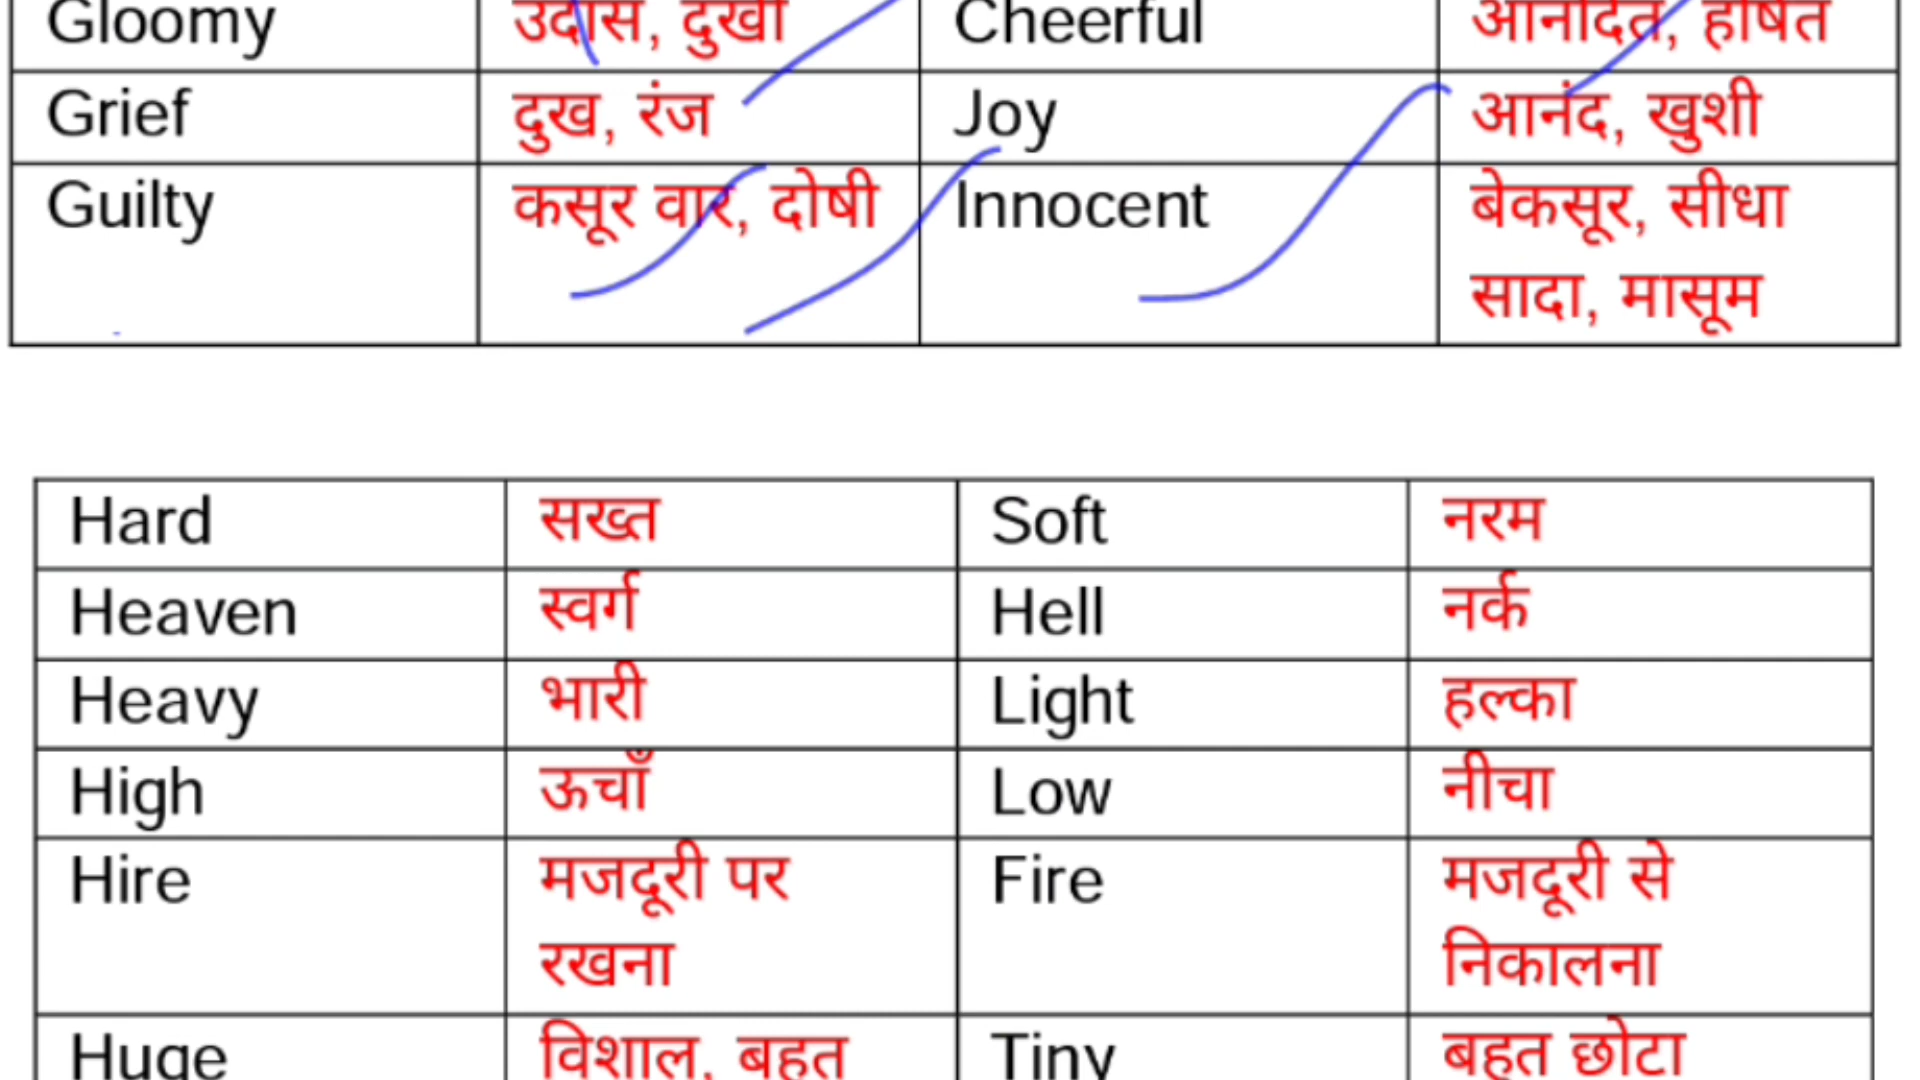 Gloomy उदास, दुखी Cheerful आनंदित, हर्षित
Grief दुख, रंज Joy आनंद, खुशी
Guilty कसूर वार, दोषी Innocent बेकसूर, सीधा
सादा, मासूम
Hard सख्त Soft नरम
Heaven स्वर्ग Hell नर्क
Heavy भारी Light हल्का
High ऊचाँ Low नीचा
Hire मजदूरी पर Fire मजदूरी से
रखना निकालना
Huge विशाल, बहुत Tiny बहुत छोटा